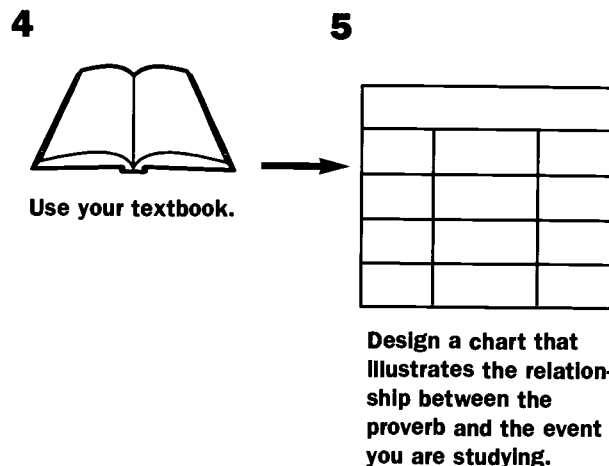 4
5
Use your textbook.
Design a chart that
illustrates the relation-
ship between the
proverb and the event
you are studying.